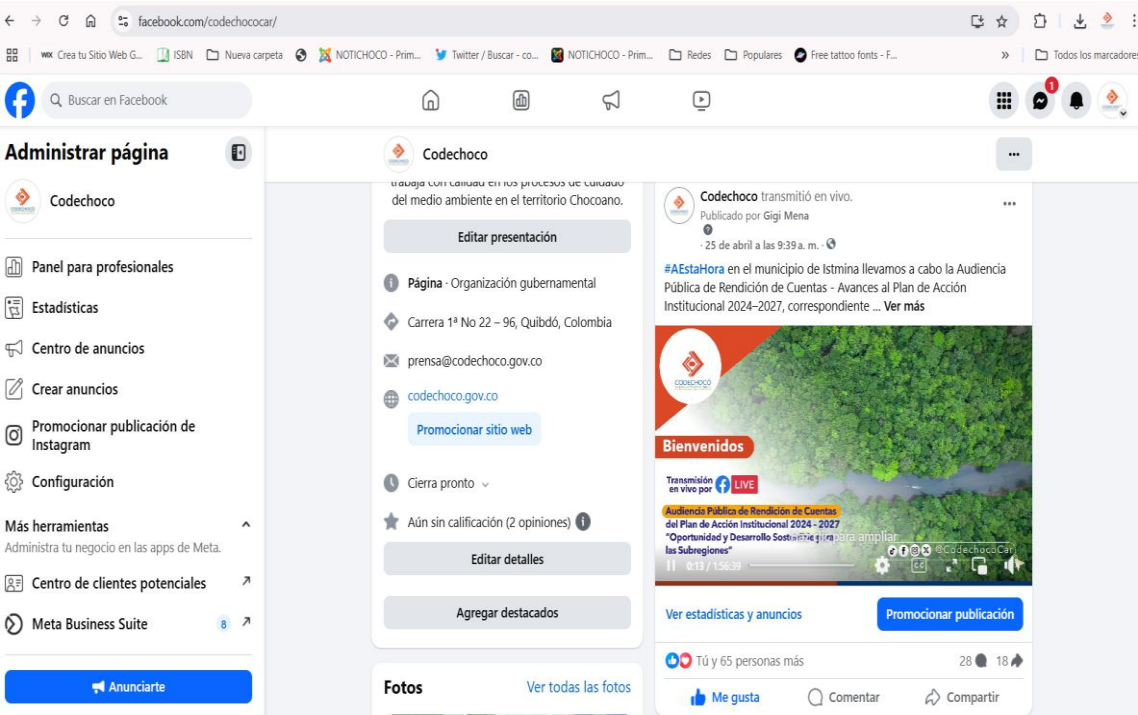 facebook.com/codechococar/
WIX Crea tu Sitio Web G...
ISBN
Nueva carpeta
NOTICHOCO - Prim...
Twitter / Buscar - co...
NOTICHOCO - Prim...
Redes
Populares
Free tattoo fonts - F...
»
Todos los marcadores
Buscar en Facebook
1
Administrar página
Codechoco
Panel para profesionales
Estadísticas
Centro de anuncios
Crear anuncios
Promocionar publicación de
Instagram
Configuración
Más herramientas
Administra tu negocio en las apps de Meta.
Centro de clientes potenciales
Meta Business Suite 8
Anunciarte
Codechoco
trabaja con calidad en los procesos de cuidado
del medio ambiente en el territorio Chocoano.
Editar presentación
Página · Organización gubernamental
Carrera 1ª No 22 – 96, Quibdó, Colombia
prensa@codechoco.gov.co
codechoco.gov.co
Promocionar sitio web
Cierra pronto
Aún sin calificación (2 opiniones)
Editar detalles
Agregar destacados
Fotos
Ver todas las fotos
Codechoco transmitió en vivo.
Publicado por Gigi Mena
· 25 de abril a las 9:39 a. m. ·
#AEstaHora en el municipio de Istmina llevamos a cabo la Audiencia
Pública de Rendición de Cuentas - Avances al Plan de Acción
Institucional 2024–2027, correspondiente ... Ver más
CODECHOCO
Bienvenidos
Transmisión
en vivo por LIVE
Audiencia Pública de Rendición de Cuentas
del Plan de Acción Institucional 2024 - 2027
"Oportunidad y Desarrollo Sostenible para
las Subregiones"
para ampliar
@CodechocoCar
0:13 / 1:56:39
CC
Ver estadísticas y anuncios
Promocionar publicación
Tú y 65 personas más
28
18
Me gusta
Comentar
Compartir